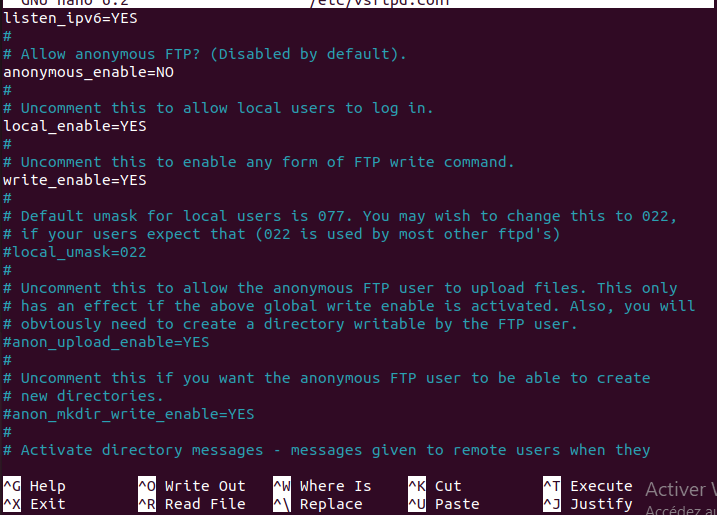 GNU nano 6.2 /etc/vsftpd.conf
listen_ipv6=YES
#
# Allow anonymous FTP? (Disabled by default).
anonymous_enable=NO
#
# Uncomment this to allow local users to log in.
local_enable=YES
#
# Uncomment this to enable any form of FTP write command.
write_enable=YES
#
# Default umask for local users is 077. You may wish to change this to 022,
# if your users expect that (022 is used by most other ftpd's)
#local_umask=022
#
# Uncomment this to allow the anonymous FTP user to upload files. This only
# has an effect if the above global write enable is activated. Also, you will
# obviously need to create a directory writable by the FTP user.
#anon_upload_enable=YES
#
# Uncomment this if you want the anonymous FTP user to be able to create
# new directories.
#anon_mkdir_write_enable=YES
#
# Activate directory messages - messages given to remote users when they
^G Help ^O Write Out ^W Where Is ^K Cut ^T Execute
^X Exit ^R Read File ^\ Replace ^U Paste ^J Justify
Activer
Accédez